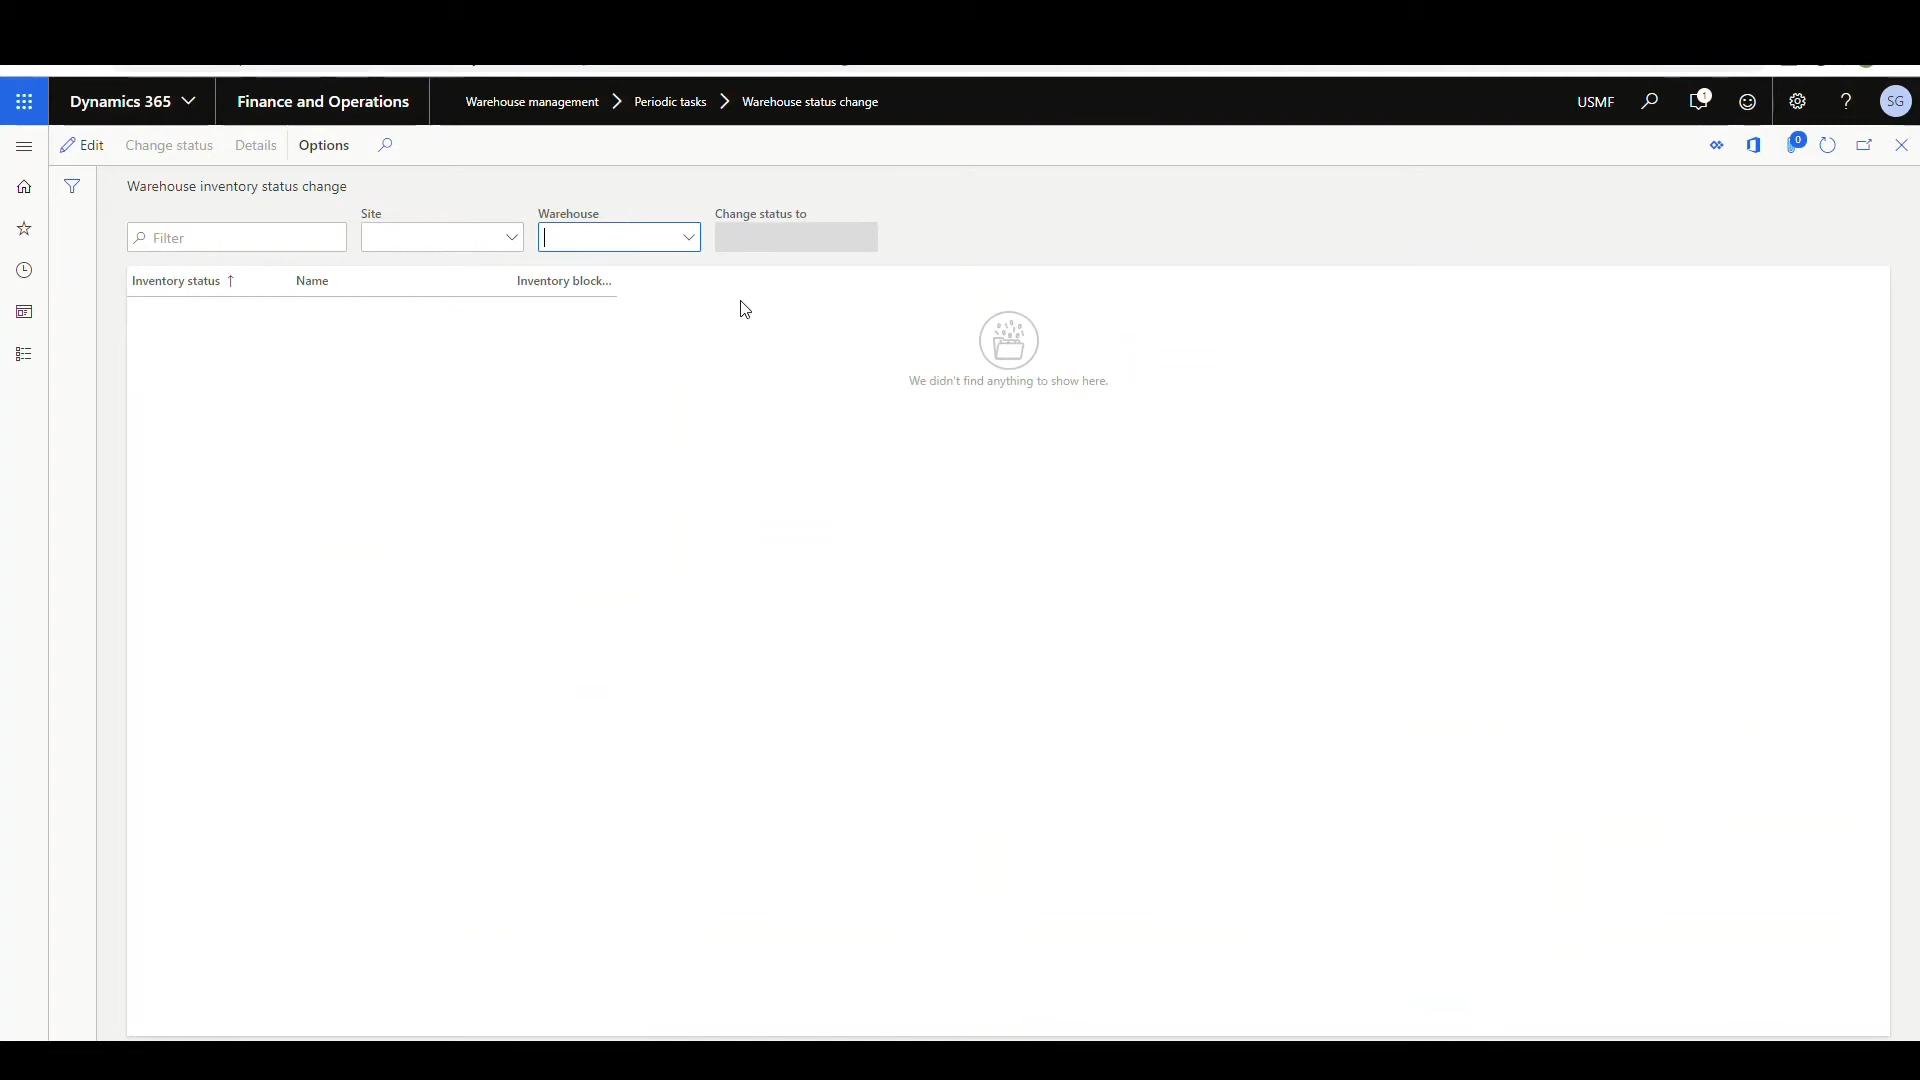 Dynamics 365
Finance and Operations
Warehouse management
Periodic tasks
Warehouse status change
USMF
1
?
SG
Edit
Change status
Details
Options
0
Warehouse inventory status change
Filter
Site
Warehouse
Change status to
Inventory status ↑
Name
Inventory block...
We didn't find anything to show here.